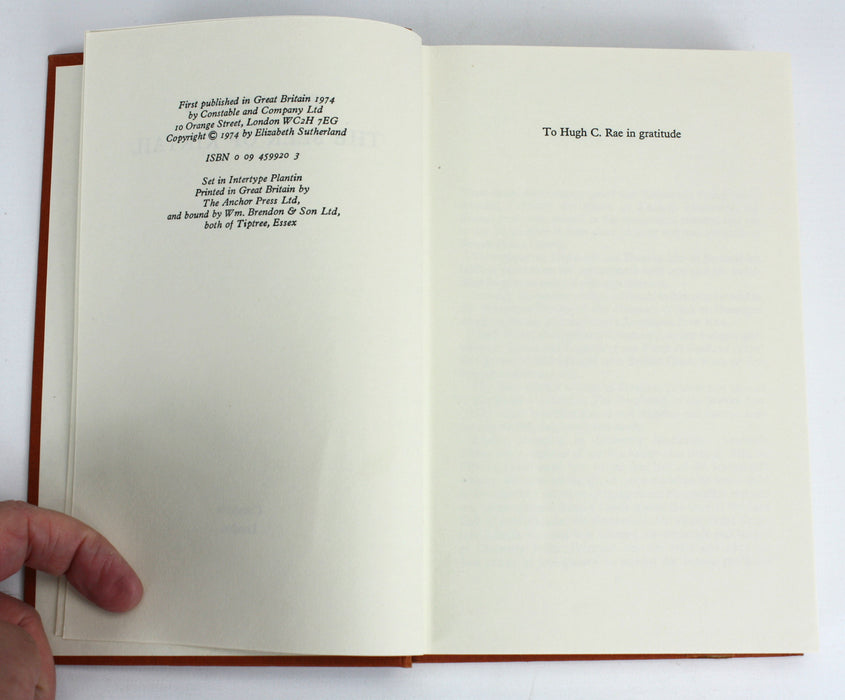 First published in Great Britain 1974
by Constable and Company Ltd
10 Orange Street, London WC2H 7EG
Copyright © 1974 by Elizabeth Sutherland
ISBN 0 09 459920 3
Set in Intertype Plantin
Printed in Great Britain by
The Anchor Press Ltd,
and bound by Wm. Brendon & Son Ltd,
both of Tiptree, Essex
To Hugh C. Rae in gratitude